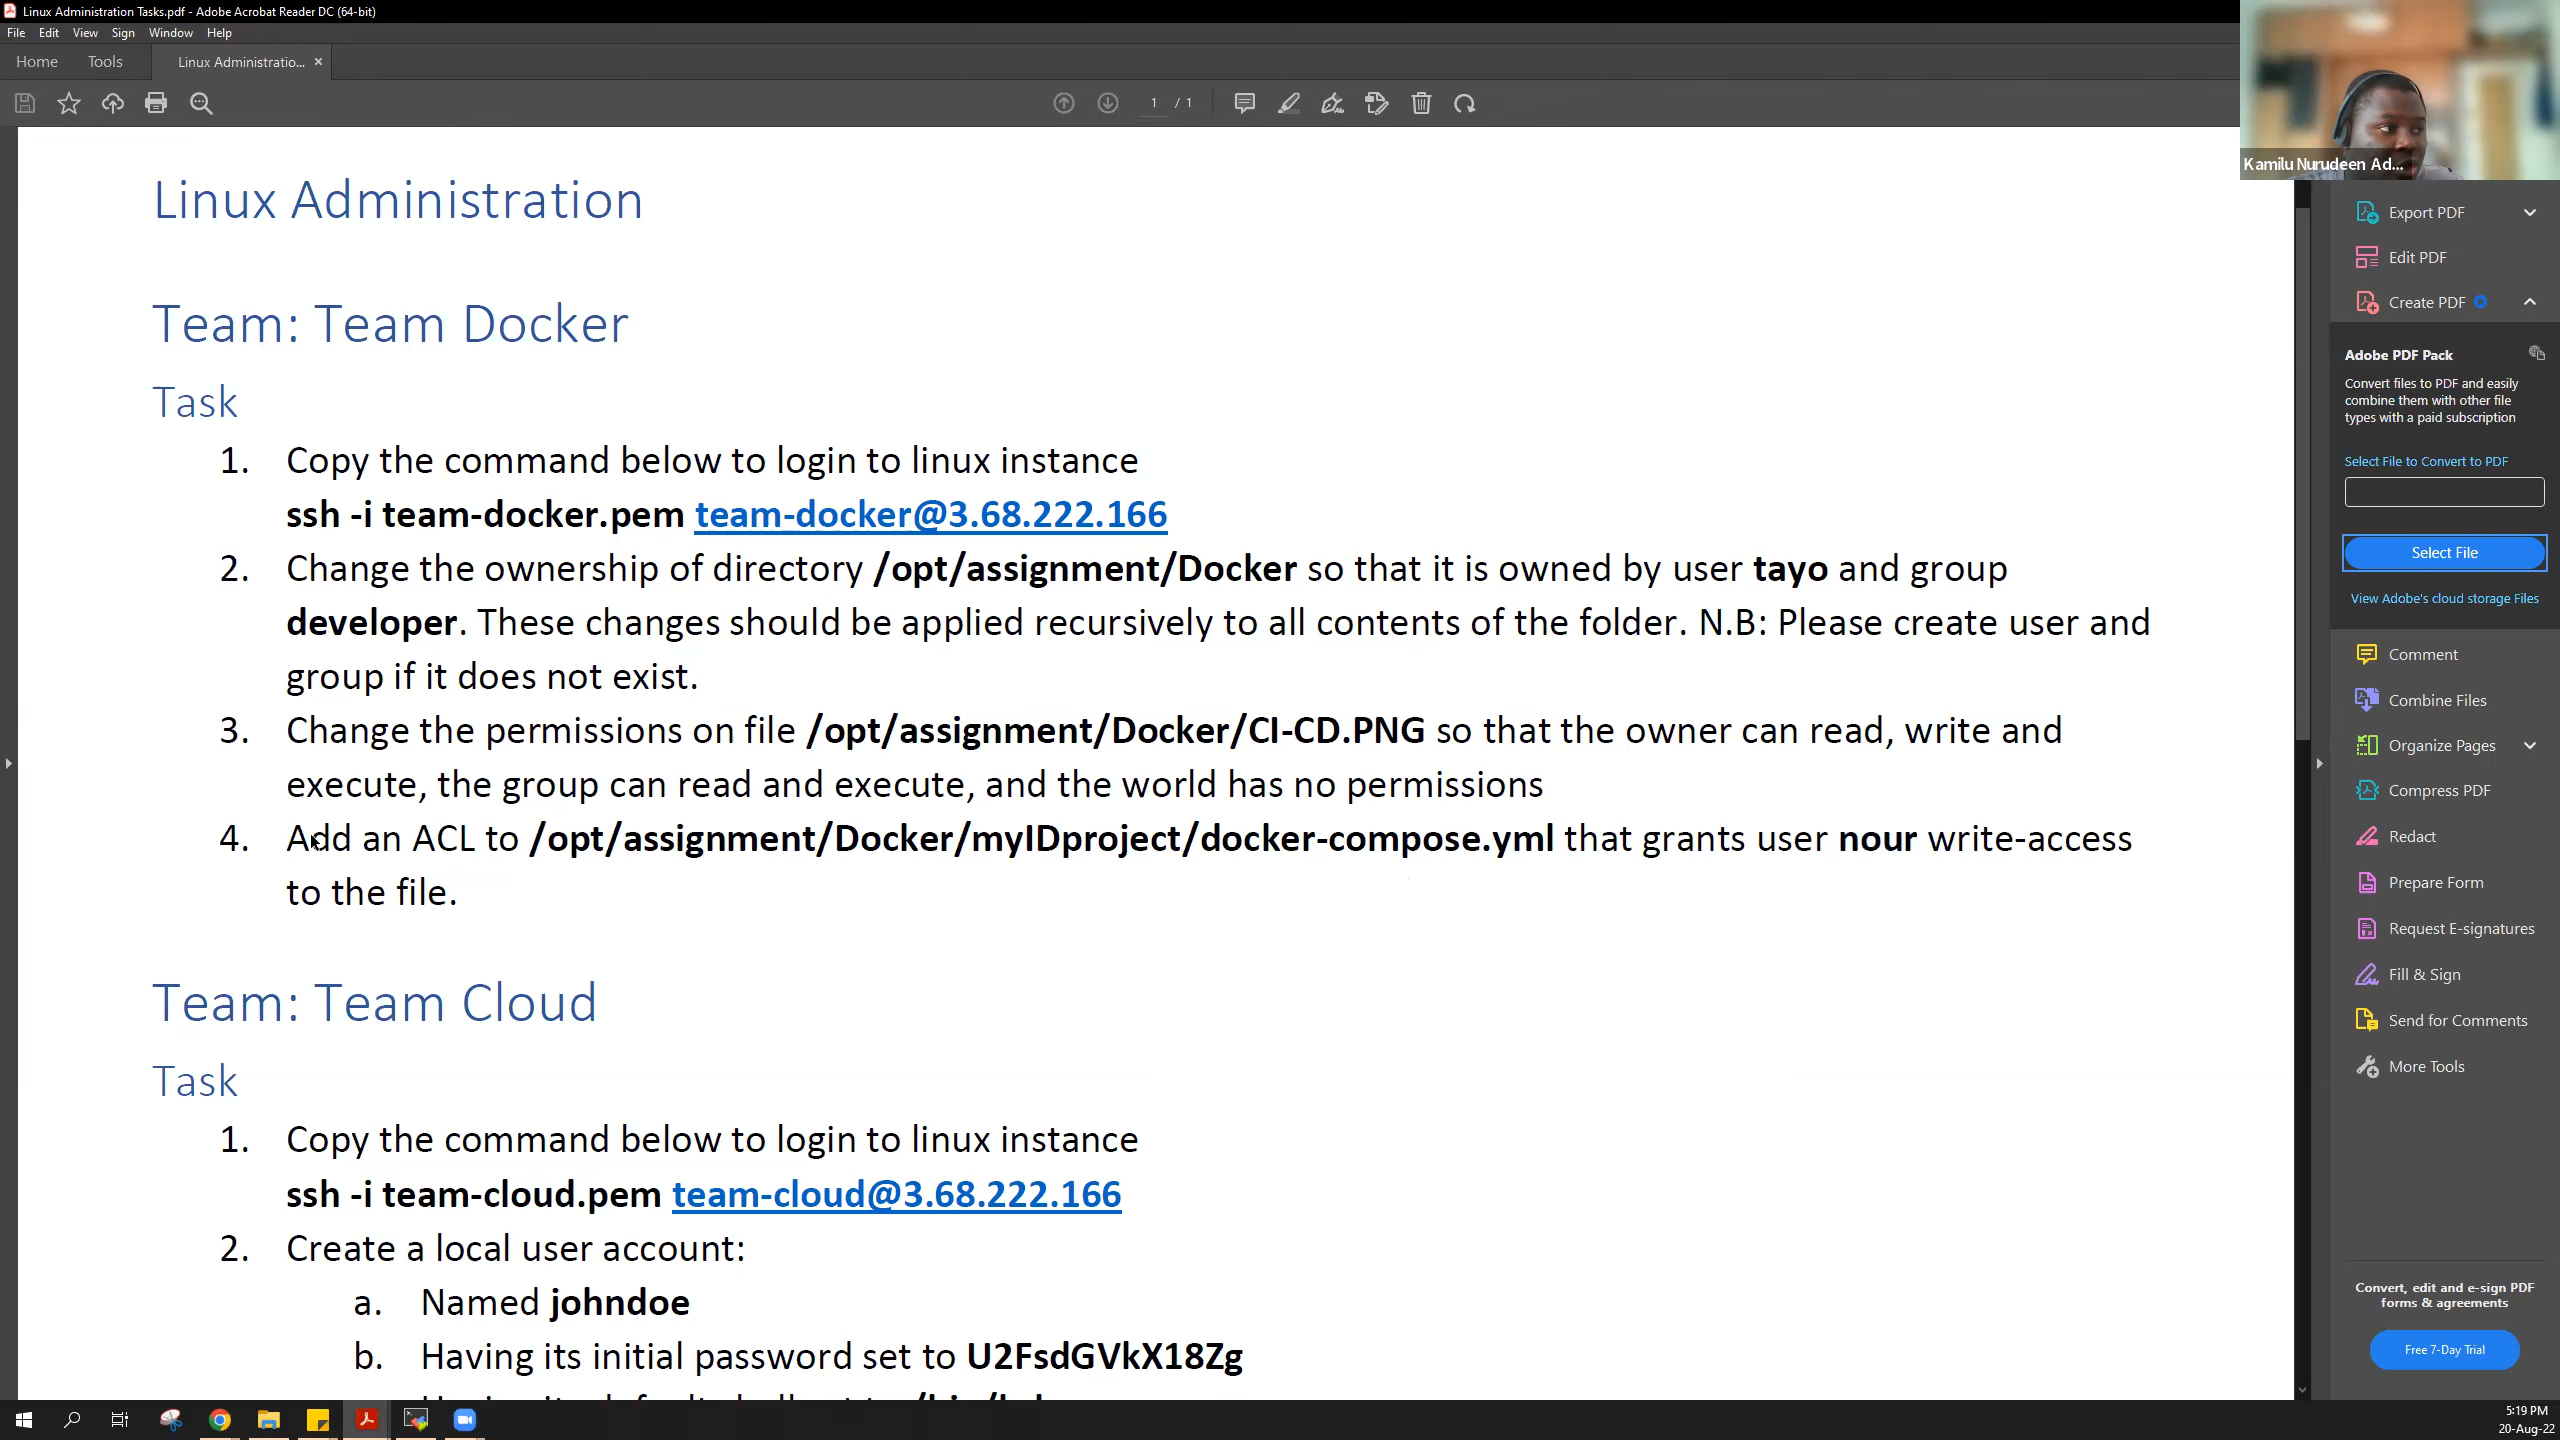 Linux Administration Tasks.pdf - Adobe Acrobat Reader DC (64-bit)
File Edit View Sign Window Help
Home Tools Linux Administratio... ×
1 / 1
Kamilu Nurudeen Ad...
Linux Administration
Team: Team Docker
Task
1. Copy the command below to login to linux instance
ssh -i team-docker.pem team-docker@3.68.222.166
2. Change the ownership of directory /opt/assignment/Docker so that it is owned by user tayo and group
developer. These changes should be applied recursively to all contents of the folder. N.B: Please create user and
group if it does not exist.
3. Change the permissions on file /opt/assignment/Docker/CI-CD.PNG so that the owner can read, write and
execute, the group can read and execute, and the world has no permissions
4. Add an ACL to /opt/assignment/Docker/myIDproject/docker-compose.yml that grants user nour write-access
to the file.
Team: Team Cloud
Task
1. Copy the command below to login to linux instance
ssh -i team-cloud.pem team-cloud@3.68.222.166
2. Create a local user account:
a. Named johndoe
b. Having its initial password set to U2FsdGVkX18Zg
Export PDF
Edit PDF
Create PDF
Adobe PDF Pack
Convert files to PDF and easily
combine them with other file
types with a paid subscription
Select File to Convert to PDF
Select File
View Adobe's cloud storage Files
Comment
Combine Files
Organize Pages
Compress PDF
Redact
Prepare Form
Request E-signatures
Fill & Sign
Send for Comments
More Tools
Convert, edit and e-sign PDF
forms & agreements
Free 7-Day Trial
5:19 PM
20-Aug-22